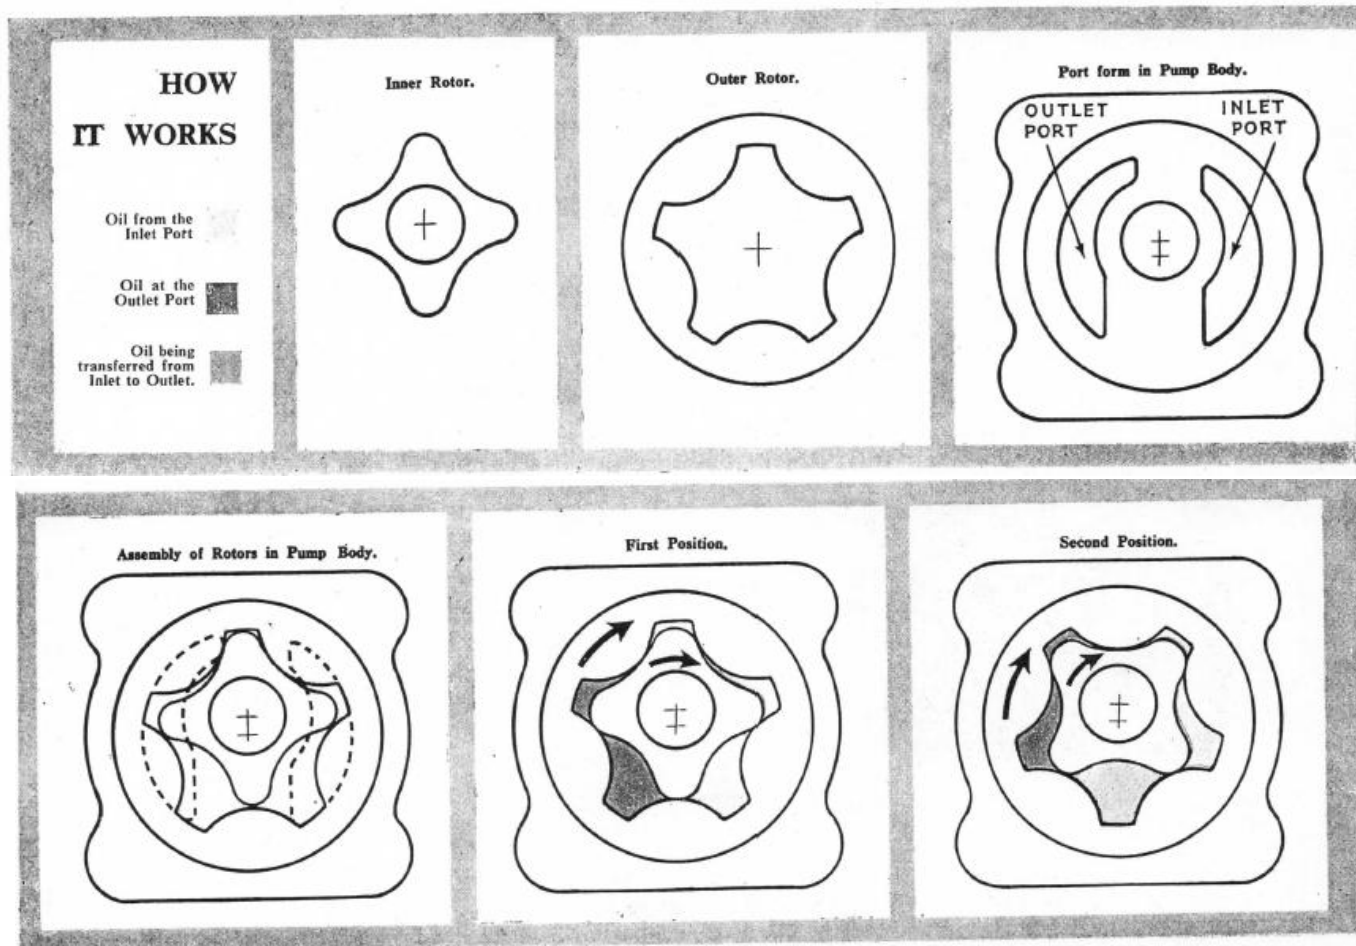 HOW
IT WORKS
Oil from the
Inlet Port
Oil at the
Outlet Port
Oil being
transferred from
Inlet to Outlet.
Inner Rotor.
Outer Rotor.
Port form in Pump Body.
OUTLET
PORT
INLET
PORT
Assembly of Rotors in Pump Body.
First Position.
Second Position.